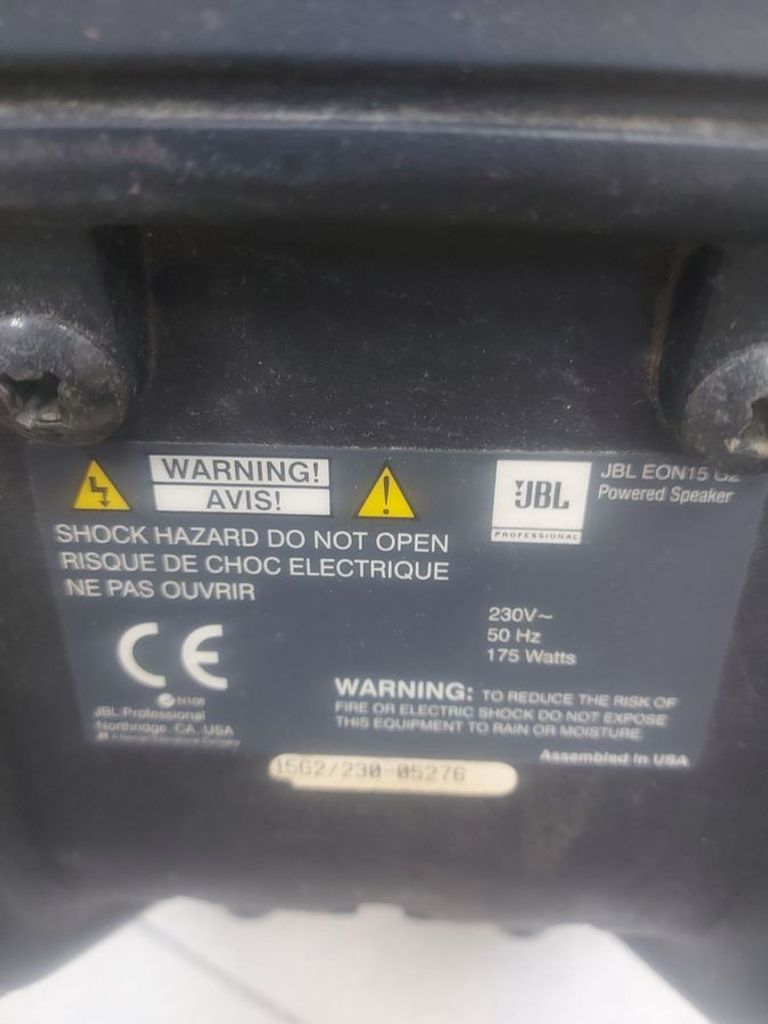 WARNING!
AVIS!
SHOCK HAZARD DO NOT OPEN
RISQUE DE CHOC ELECTRIQUE
NE PAS OUVRIR
JBL
PROFESSIONAL
JBL EON15 G2
Powered Speaker
230V~
50 Hz
175 Watts
CE
N108
JBL Professional
Northridge, CA, USA
WARNING: TO REDUCE THE RISK OF
FIRE OR ELECTRIC SHOCK DO NOT EXPOSE
THIS EQUIPMENT TO RAIN OR MOISTURE
Assembled in USA
15G2/230-05276